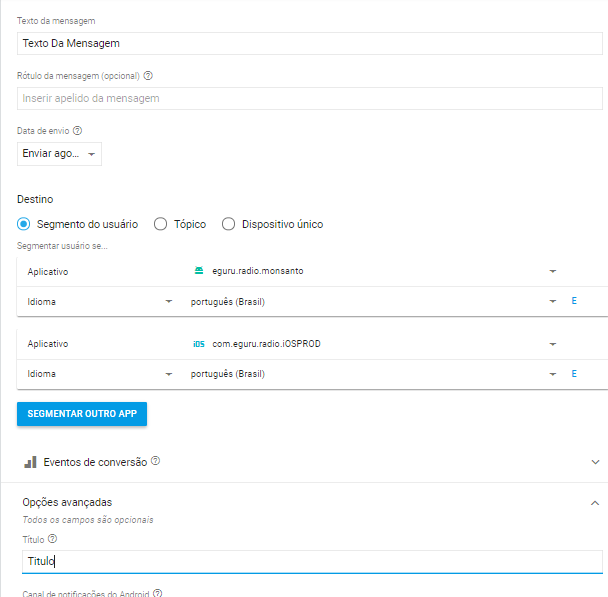 Texto da mensagem
Texto Da Mensagem
Rótulo da mensagem (opcional) ?
Inserir apelido da mensagem
Data de envio ?
Enviar ago...
Destino
Segmento do usuário Tópico Dispositivo único
Segmentar usuário se...
Aplicativo eguru.radio.monsanto
Idioma português (Brasil) E
Aplicativo iOS com.eguru.radio.iOSPROD
Idioma português (Brasil) E
SEGMENTAR OUTRO APP
Eventos de conversão ?
Opções avançadas
Todos os campos são opcionais
Título ?
Titulo
Canal de notificações do Android ?